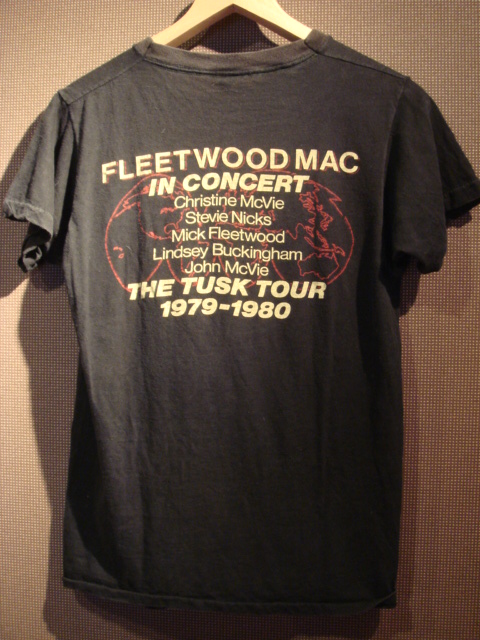 FLEETWOOD MAC
IN CONCERT
Christine McVie
Stevie Nicks
Mick Fleetwood
Lindsey Buckingham
John McVie
THE TUSK TOUR
1979-1980